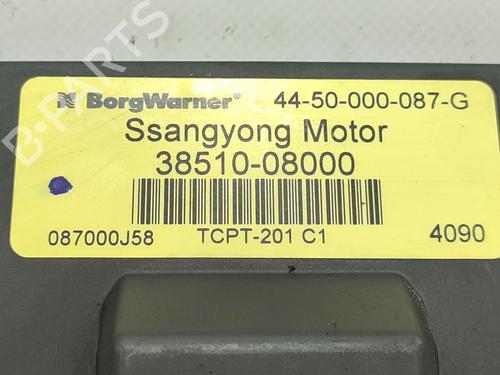 BorgWarner® 44-50-000-087-G
Ssangyong Motor
38510-08000
087000J58 TCPT-201 C1 4090
B-PARTS